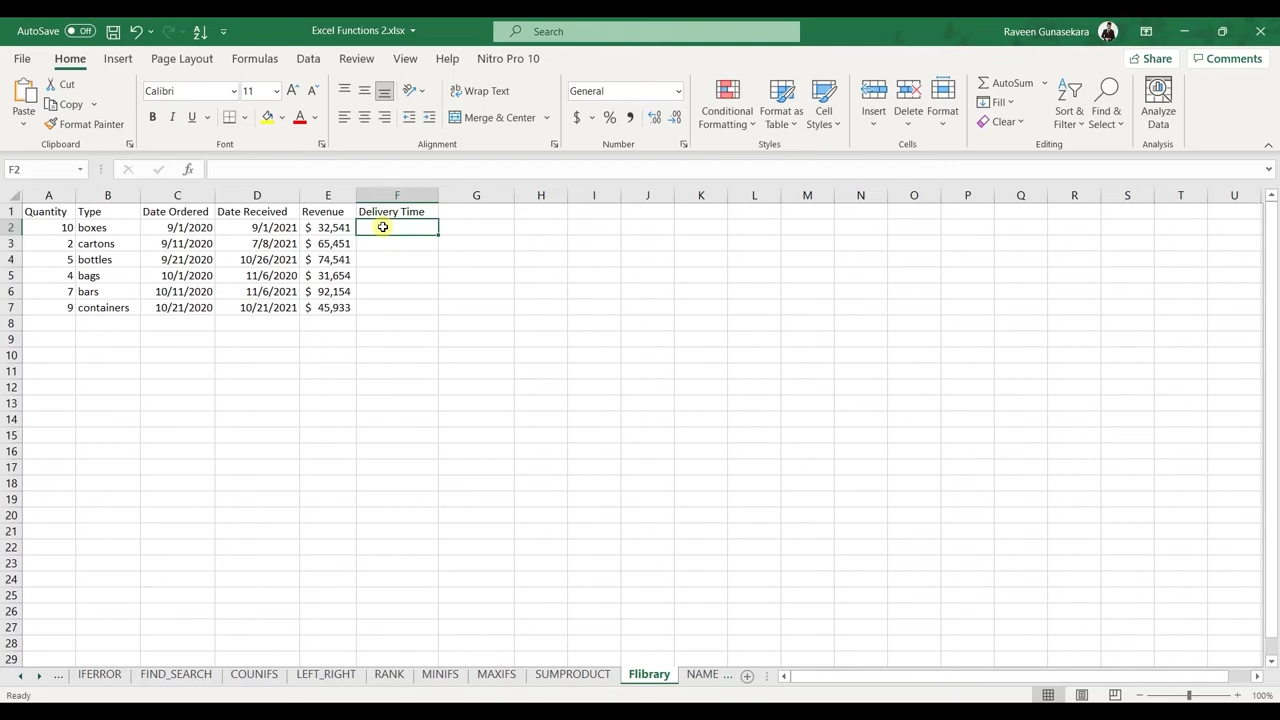 AutoSave Off Excel Functions 2.xlsx Search Raveen Gunasekara
File Home Insert Page Layout Formulas Data Review View Help Nitro Pro 10 Share Comments
Paste Cut Copy Format Painter Clipboard
Calibri 11 B I U A Font
Wrap Text Merge & Center Alignment
General $ % , Number
Conditional Formatting Format as Table Cell Styles Styles
Insert Delete Format Cells
AutoSum Fill Clear Sort & Filter Find & Select Editing
Analyze Data Analysis
F2 fx
A B C D E F G H I J K L M N O P Q R S T U
1 Quantity Type Date Ordered Date Received Revenue Delivery Time
2 10 boxes 9/1/2020 9/1/2021 $ 32,541
3 2 cartons 9/11/2020 7/8/2021 $ 65,451
4 5 bottles 9/21/2020 10/26/2021 $ 74,541
5 4 bags 10/1/2020 11/6/2020 $ 31,654
6 7 bars 10/11/2020 11/6/2021 $ 92,154
7 9 containers 10/21/2020 10/21/2021 $ 45,933
8
9
10
11
12
13
14
15
16
17
18
19
20
21
22
23
24
25
26
27
28
29
... IFERROR FIND_SEARCH COUNIFS LEFT_RIGHT RANK MINIFS MAXIFS SUMPRODUCT Flibrary NAME ...
Ready 100%